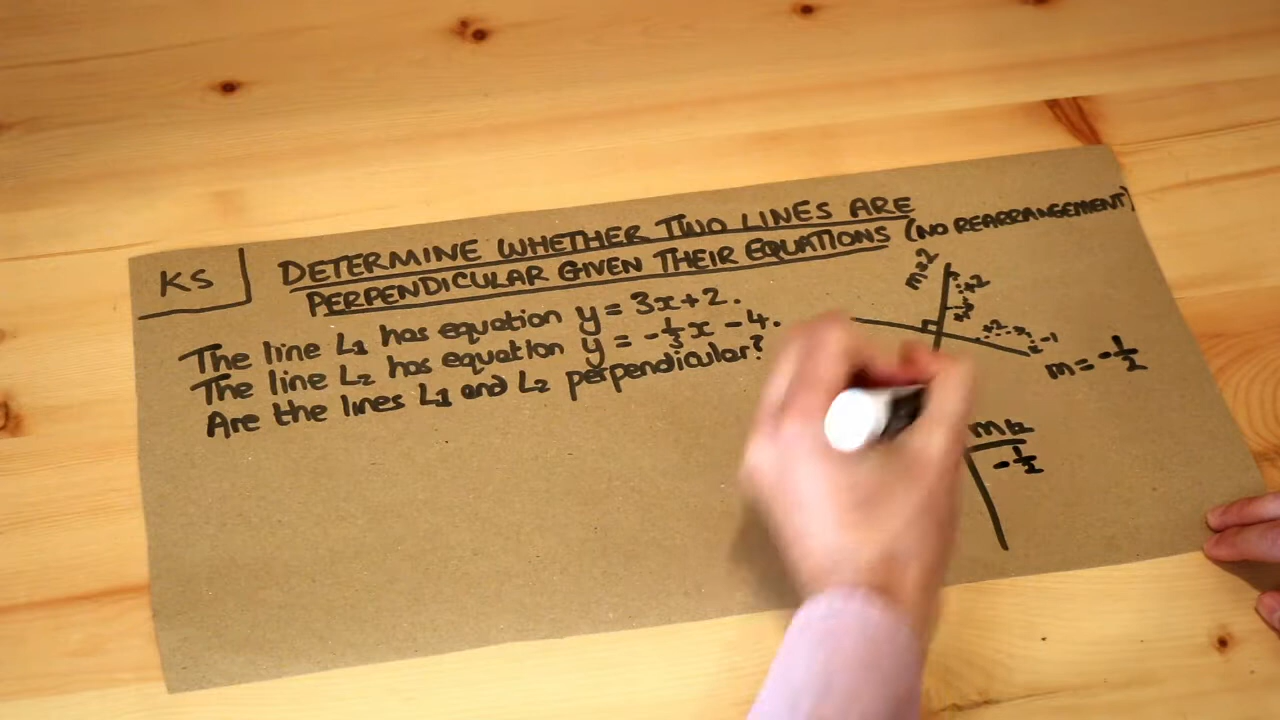 KS
DETERMINE WHETHER TWO LINES ARE
PERPENDICULAR GIVEN THEIR EQUATIONS (NO REARRANGEMENT)
The line L1 has equation y = 3x+2.
The line L2 has equation y = -1/3x -4.
Are the lines L1 and L2 perpendicular?
m=2
+2
-1
m = -1/2
-1/2